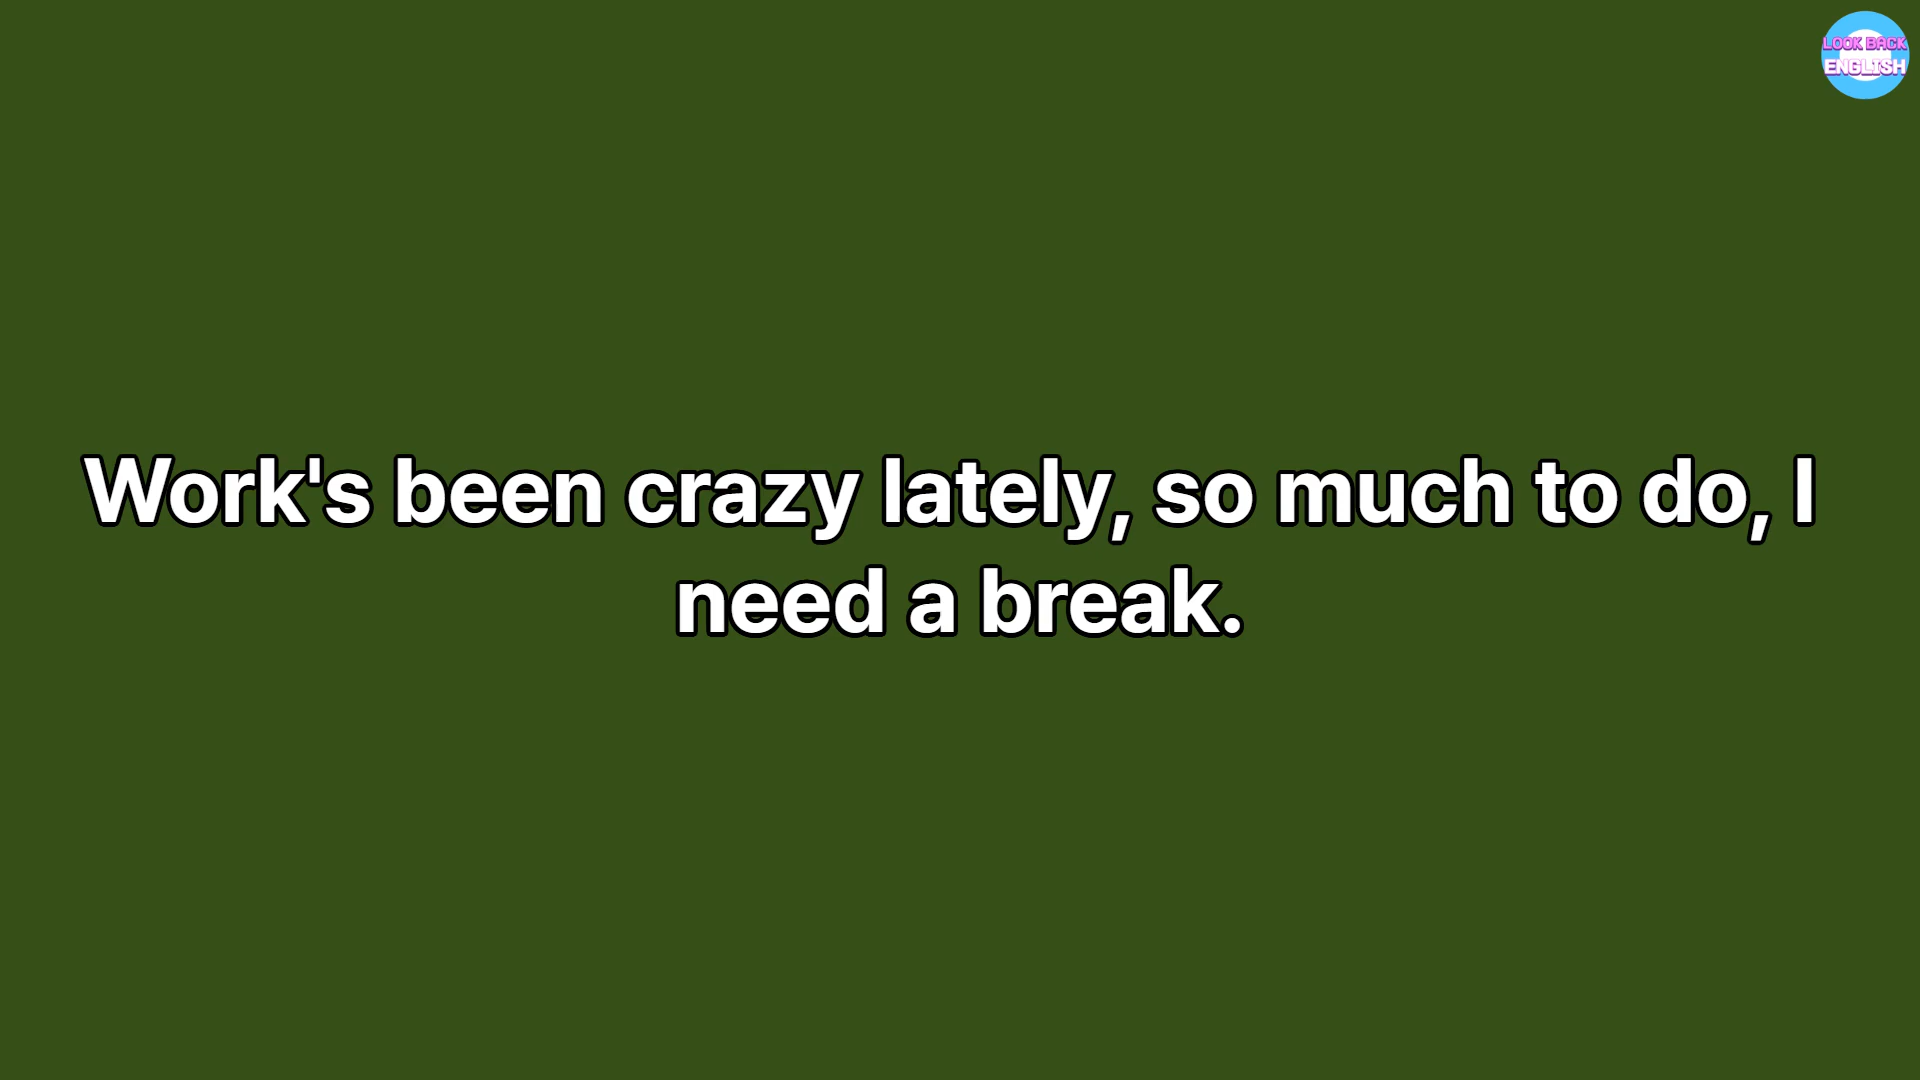 LOOK BACK
ENGLISH
Work's been crazy lately, so much to do, I
need a break.